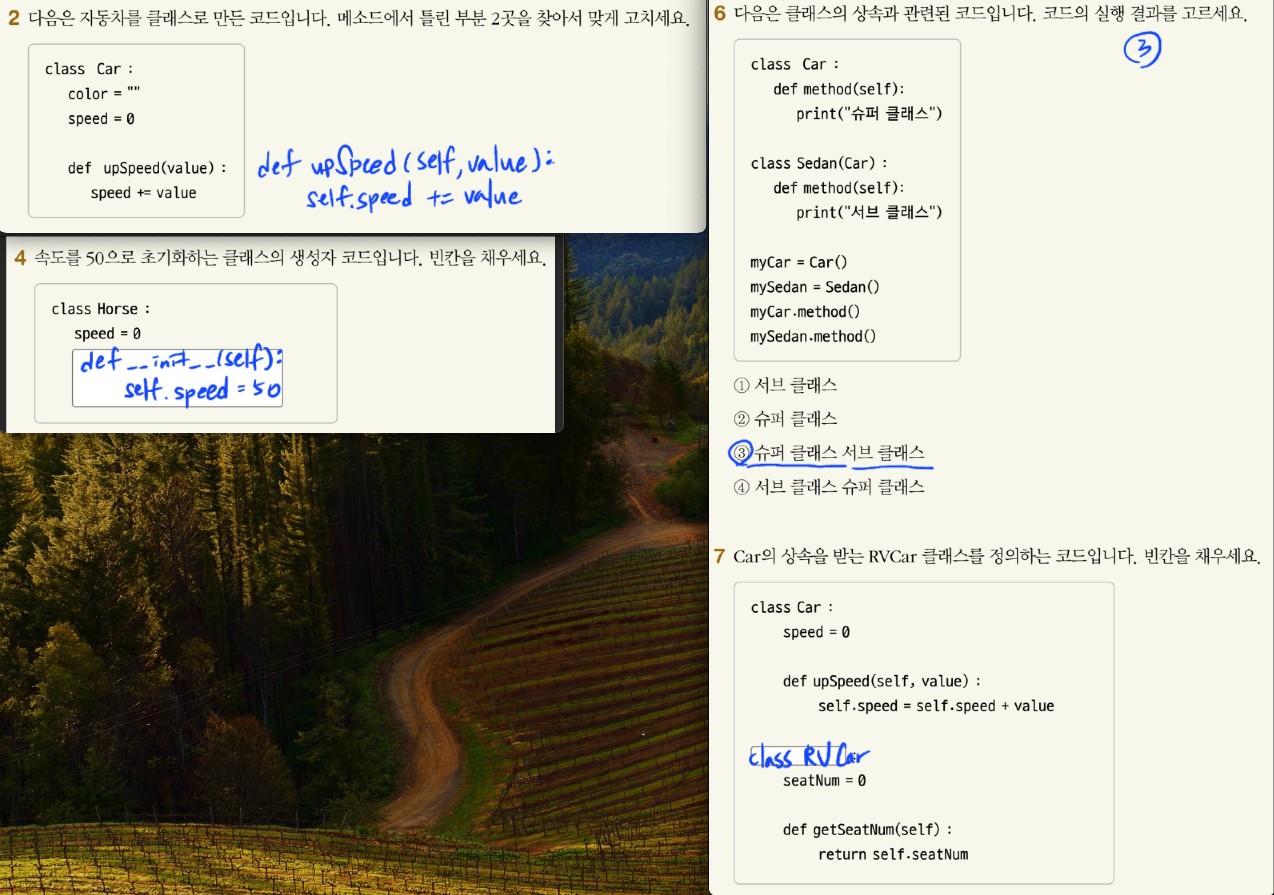 2 다음은 자동차를 클래스로 만든 코드입니다. 메소드에서 틀린 부분 2곳을 찾아서 맞게 고치세요.
class Car :
color = ""
speed = 0
def upSpeed(value) :
speed += value
def upSpeed(self, value):
self.speed += value
4 속도를 50으로 초기화하는 클래스의 생성자 코드입니다. 빈칸을 채우세요.
class Horse :
speed = 0
def __init__(self):
self.speed = 50
6 다음은 클래스의 상속과 관련된 코드입니다. 코드의 실행 결과를 고르세요.
③
class Car :
def method(self):
print("슈퍼 클래스")
class Sedan(Car) :
def method(self):
print("서브 클래스")
myCar = Car()
mySedan = Sedan()
myCar.method()
mySedan.method()
① 서브 클래스
② 슈퍼 클래스
③ 슈퍼 클래스 서브 클래스
④ 서브 클래스 슈퍼 클래스
7 Car의 상속을 받는 RVCar 클래스를 정의하는 코드입니다. 빈칸을 채우세요.
class Car :
speed = 0
def upSpeed(self, value) :
self.speed = self.speed + value
class RVCar
seatNum = 0
def getSeatNum(self) :
return self.seatNum